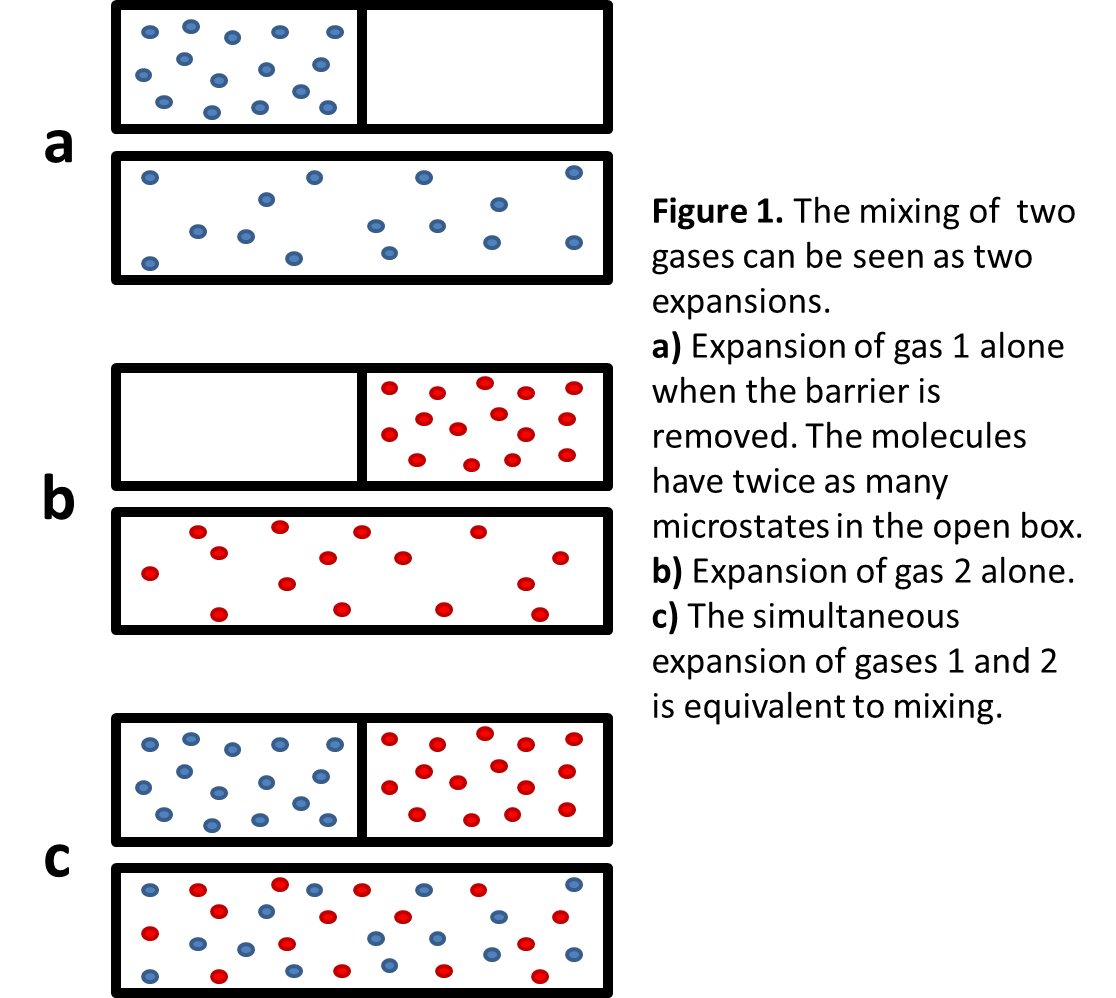 a
b
c
Figure 1. The mixing of  two
gases can be seen as two
expansions.
a) Expansion of gas 1 alone
when the barrier is
removed. The molecules
have twice as many
microstates in the open box.
b) Expansion of gas 2 alone.
c) The simultaneous
expansion of gases 1 and 2
is equivalent to mixing.